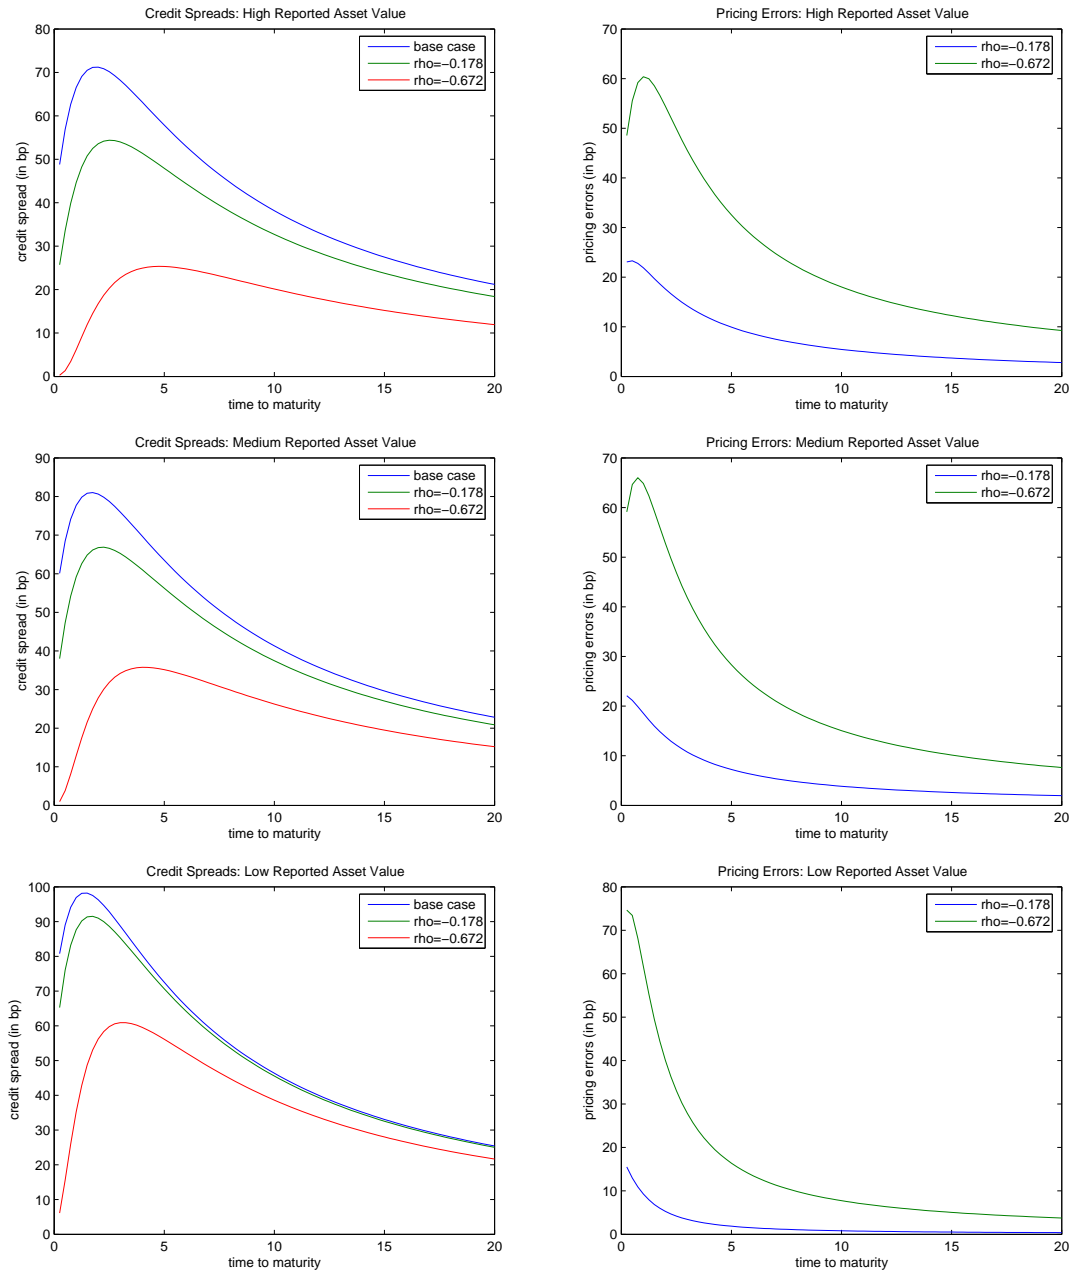 Credit Spreads: High Reported Asset Value
80
70
60
50
40
30
20
10
0
credit spread (in bp)
base case
rho=−0.178
rho=−0.672
0 5 10 15 20
time to maturity
Pricing Errors: High Reported Asset Value
70
60
50
40
30
20
10
0
pricing errors (in bp)
rho=−0.178
rho=−0.672
0 5 10 15 20
time to maturity
Credit Spreads: Medium Reported Asset Value
90
80
70
60
50
40
30
20
10
0
credit spread (in bp)
base case
rho=−0.178
rho=−0.672
0 5 10 15 20
time to maturity
Pricing Errors: Medium Reported Asset Value
70
60
50
40
30
20
10
0
pricing errors (in bp)
rho=−0.178
rho=−0.672
0 5 10 15 20
time to maturity
Credit Spreads: Low Reported Asset Value
100
90
80
70
60
50
40
30
20
10
0
credit spread (in bp)
base case
rho=−0.178
rho=−0.672
0 5 10 15 20
time to maturity
Pricing Errors: Low Reported Asset Value
80
70
60
50
40
30
20
10
0
pricing errors (in bp)
rho=−0.178
rho=−0.672
0 5 10 15 20
time to maturity